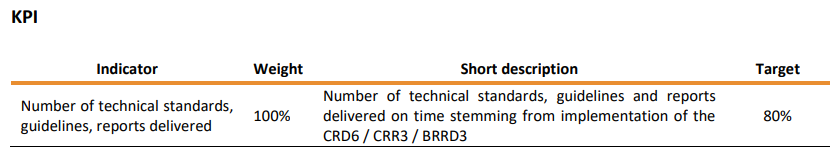 KPI
Indicator Weight Short description Target
Number of technical standards,
guidelines, reports delivered
100%
Number of technical standards, guidelines and reports
delivered on time stemming from implementation of the
CRD6 / CRR3 / BRRD3
80%